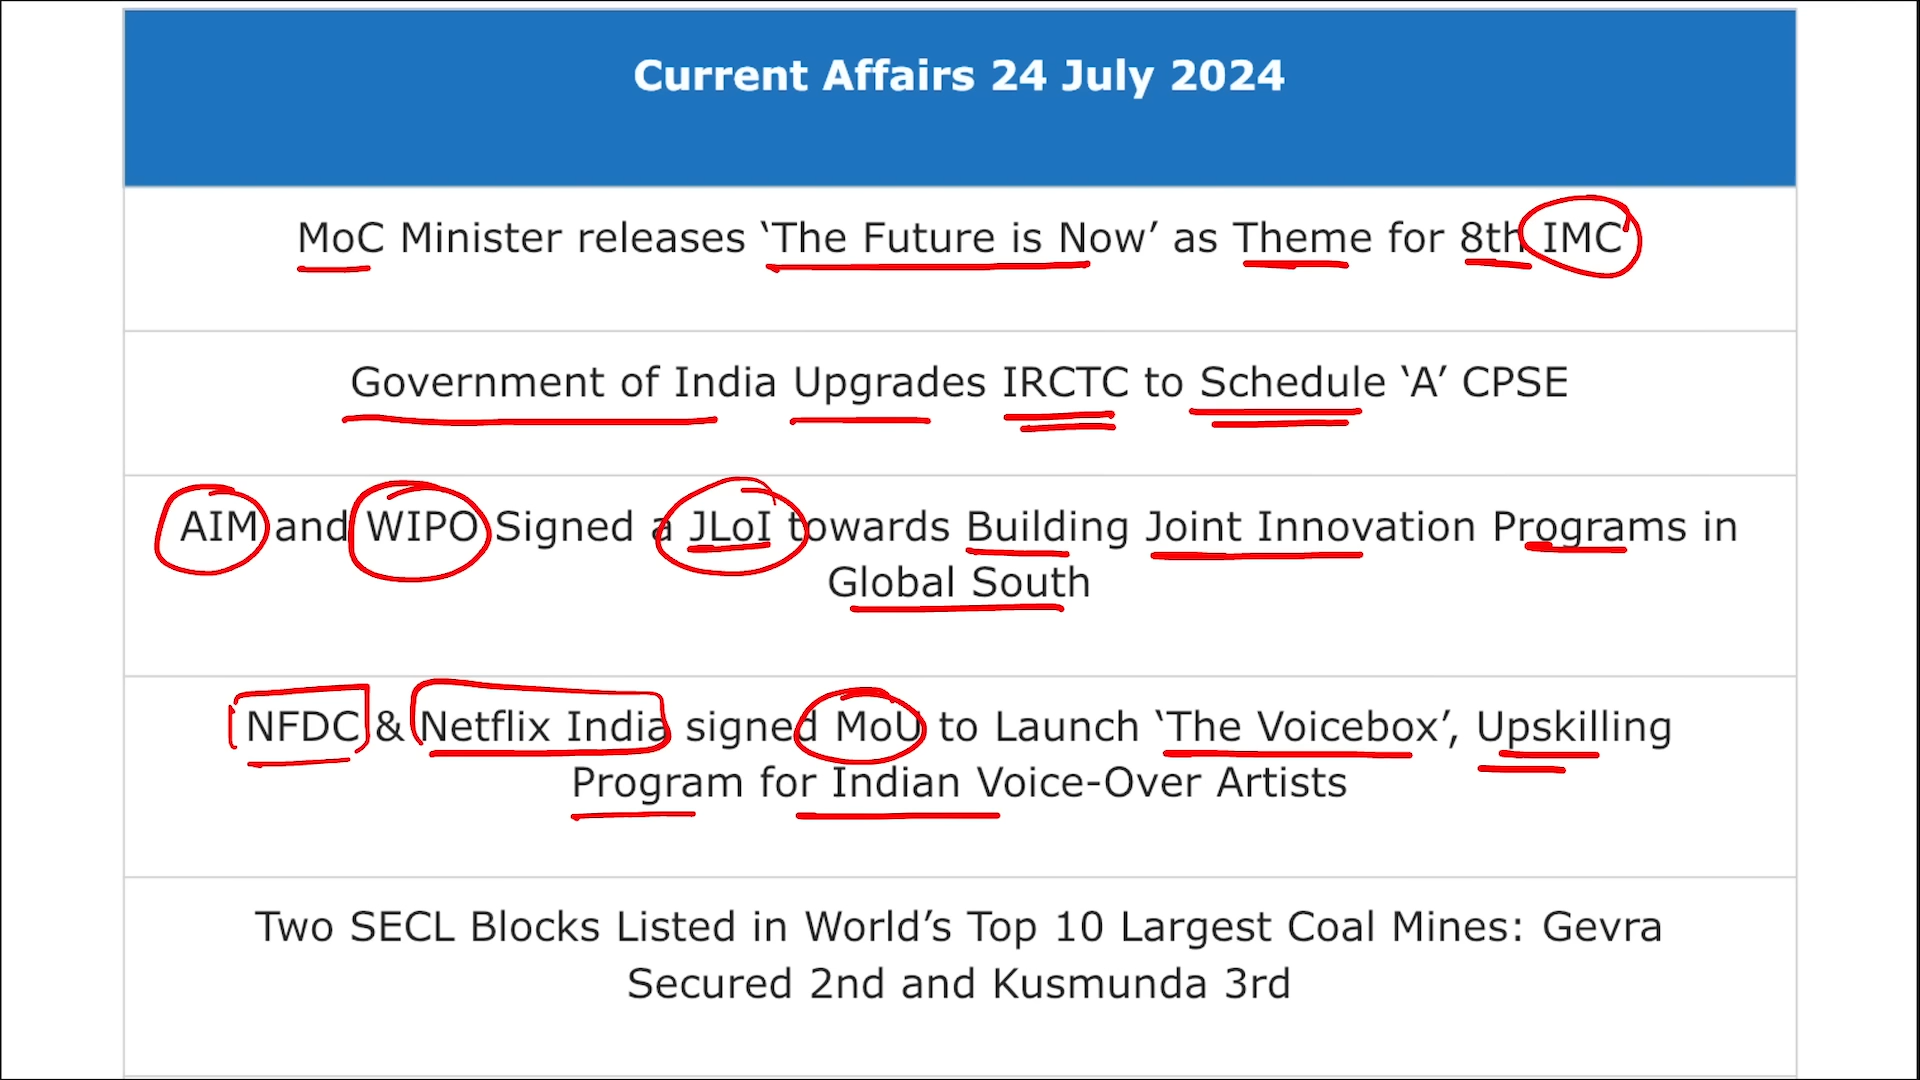 Current Affairs 24 July 2024
MoC Minister releases ‘The Future is Now’ as Theme for 8th IMC
Government of India Upgrades IRCTC to Schedule ‘A’ CPSE
AIM and WIPO Signed a JLoI towards Building Joint Innovation Programs in
Global South
NFDC & Netflix India signed MoU to Launch ‘The Voicebox’, Upskilling
Program for Indian Voice-Over Artists
Two SECL Blocks Listed in World’s Top 10 Largest Coal Mines: Gevra
Secured 2nd and Kusmunda 3rd